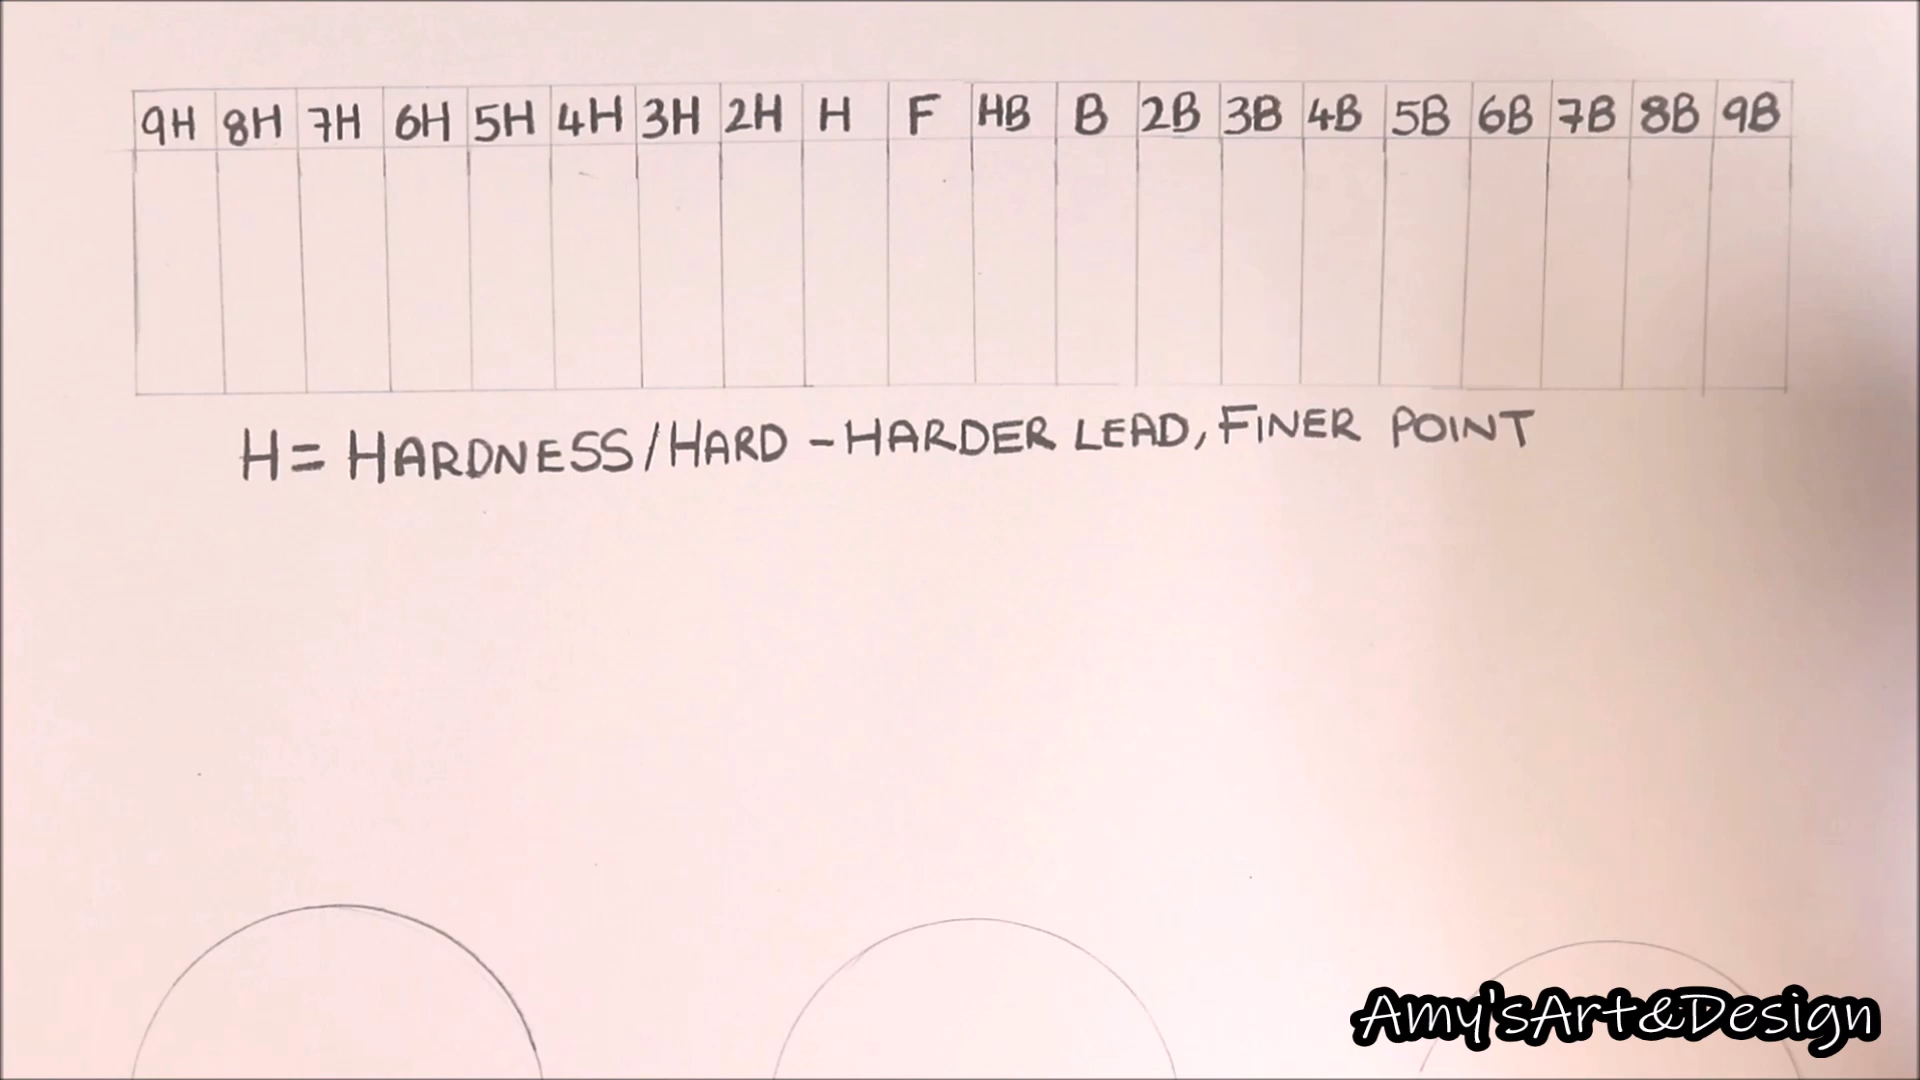 9H 8H 7H 6H 5H 4H 3H 2H H F HB B 2B 3B 4B 5B 6B 7B 8B 9B
H = HARDNESS/HARD - HARDER LEAD, FINER POINT
Amy'sArt&Design